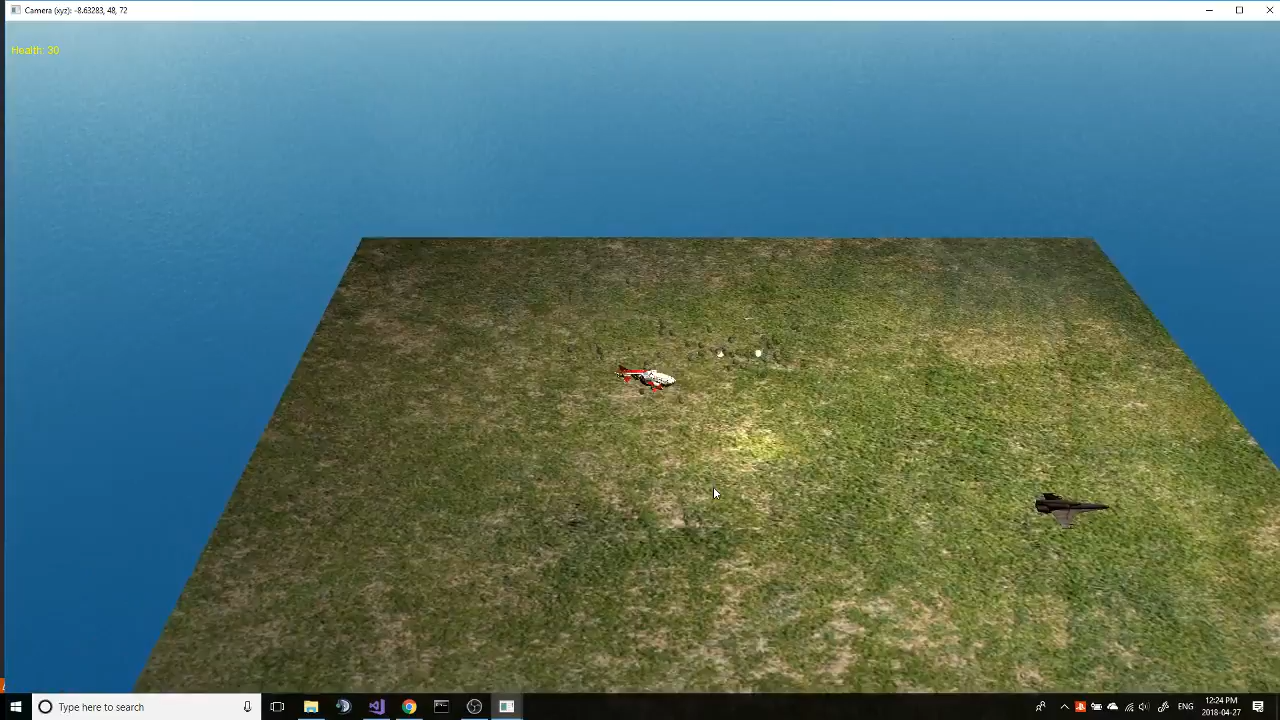 Camera (xyz): -8.63283, 48, 72
Health: 30
Type here to search
ENG
12:24 PM
2018-04-27